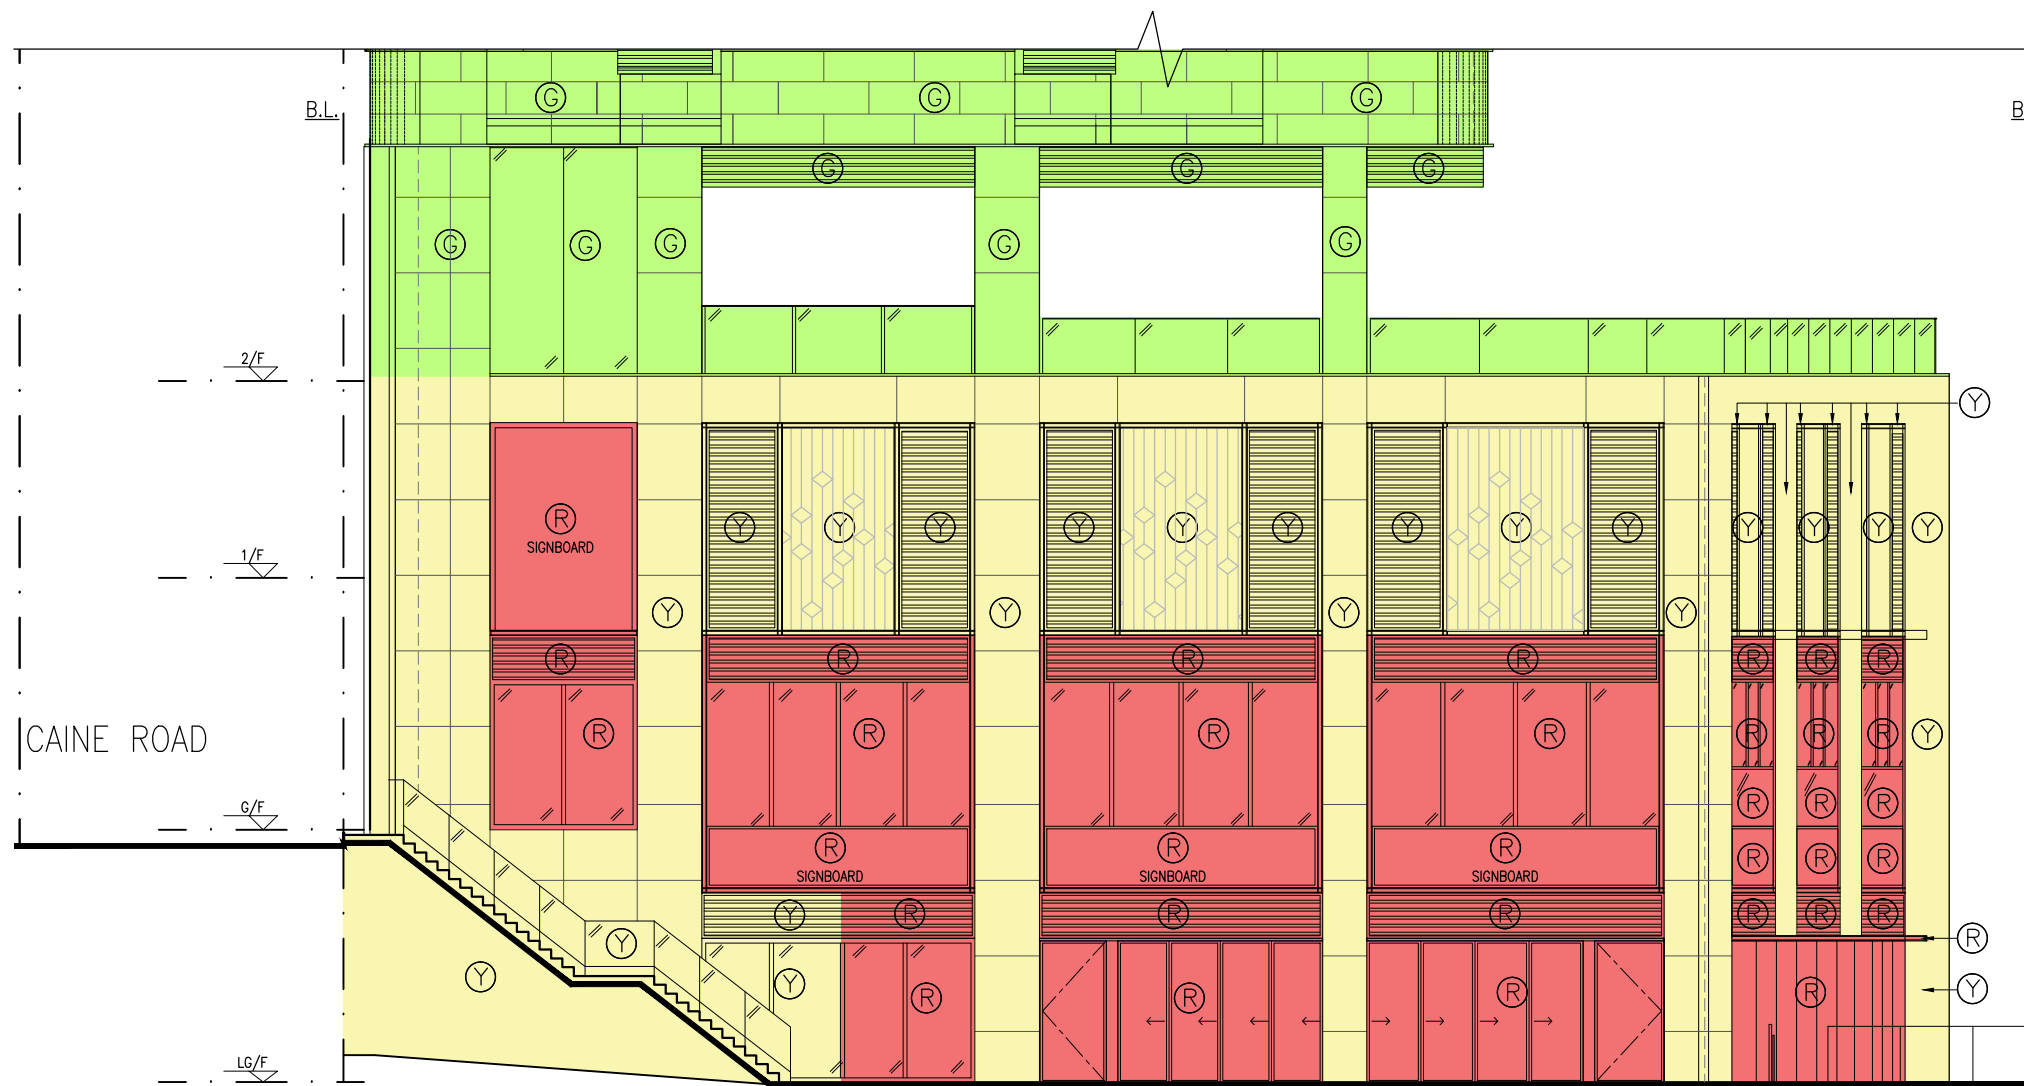 G G G
B.L. B
G G G
G G G G G
2/F
Y
R Y Y Y Y Y Y Y Y Y Y Y Y Y
SIGNBOARD
1/F
Y Y Y Y
R R R R R R R
CAINE ROAD R R R R R R R Y
G/F R R R
R R R R R R
SIGNBOARD SIGNBOARD SIGNBOARD
Y R R R R R R
Y R
Y Y R R R R Y
LG/F